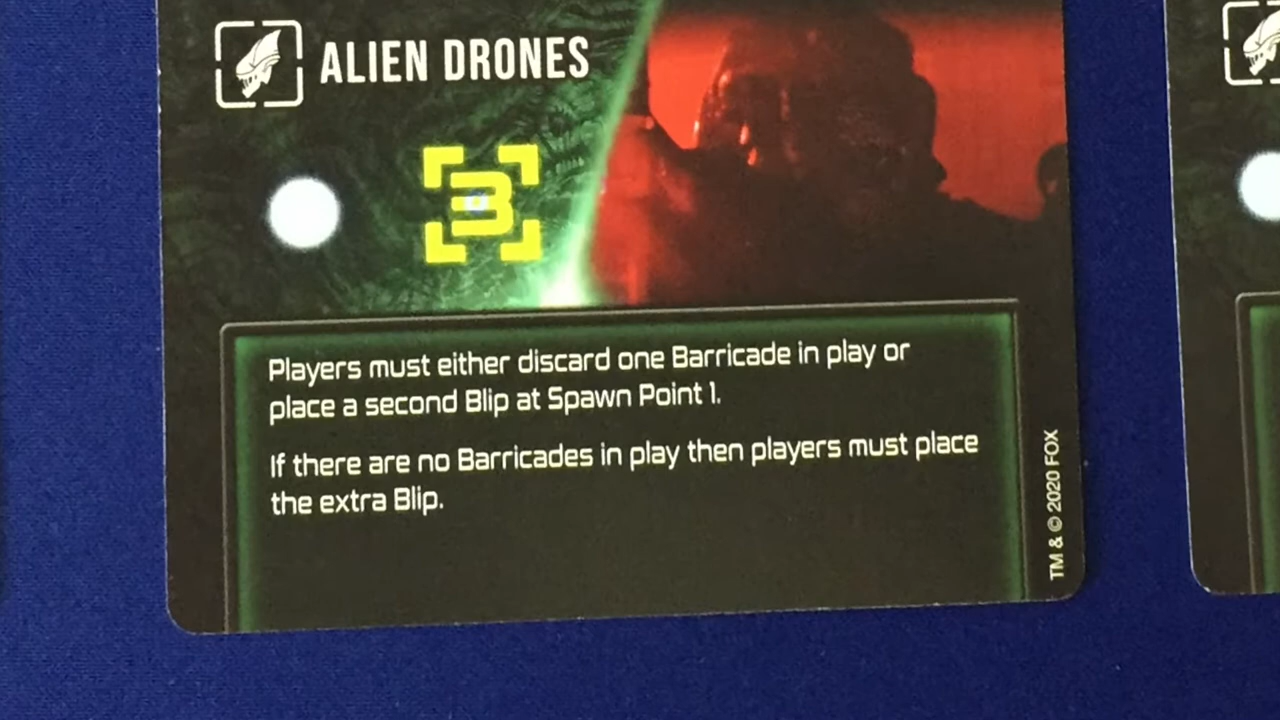 ALIEN DRONES
3
Players must either discard one Barricade in play or
place a second Blip at Spawn Point 1.
If there are no Barricades in play then players must place
the extra Blip.
TM & © 2020 FOX